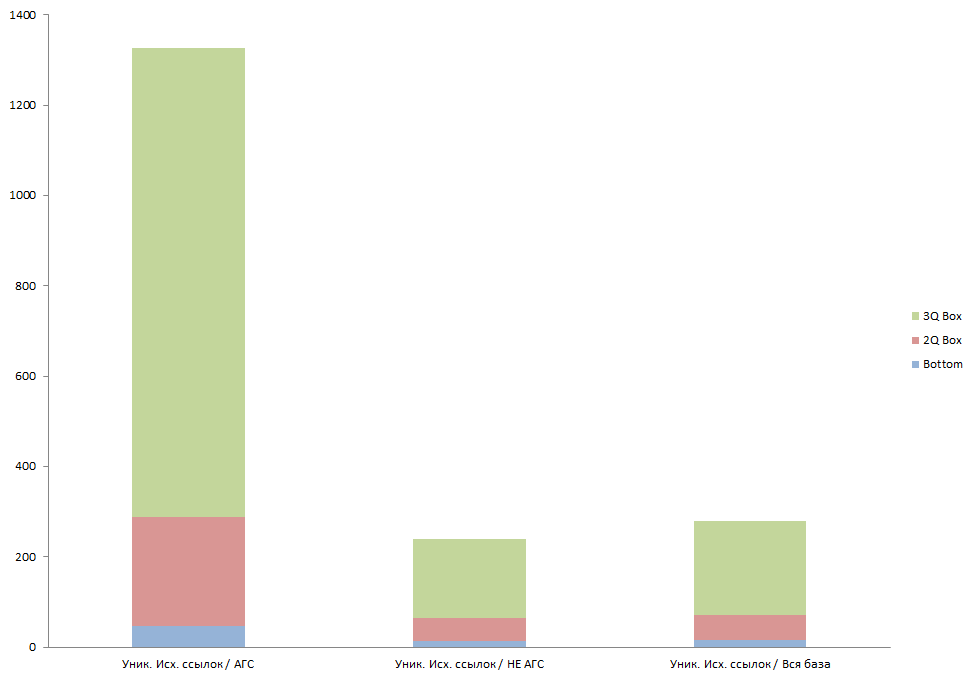 1400
1200
1000
800
600
400
200
0
3Q Box
2Q Box
Bottom
Уник. Исх. ссылок / АГС
Уник. Исх. ссылок / НЕ АГС
Уник. Исх. ссылок / Вся база